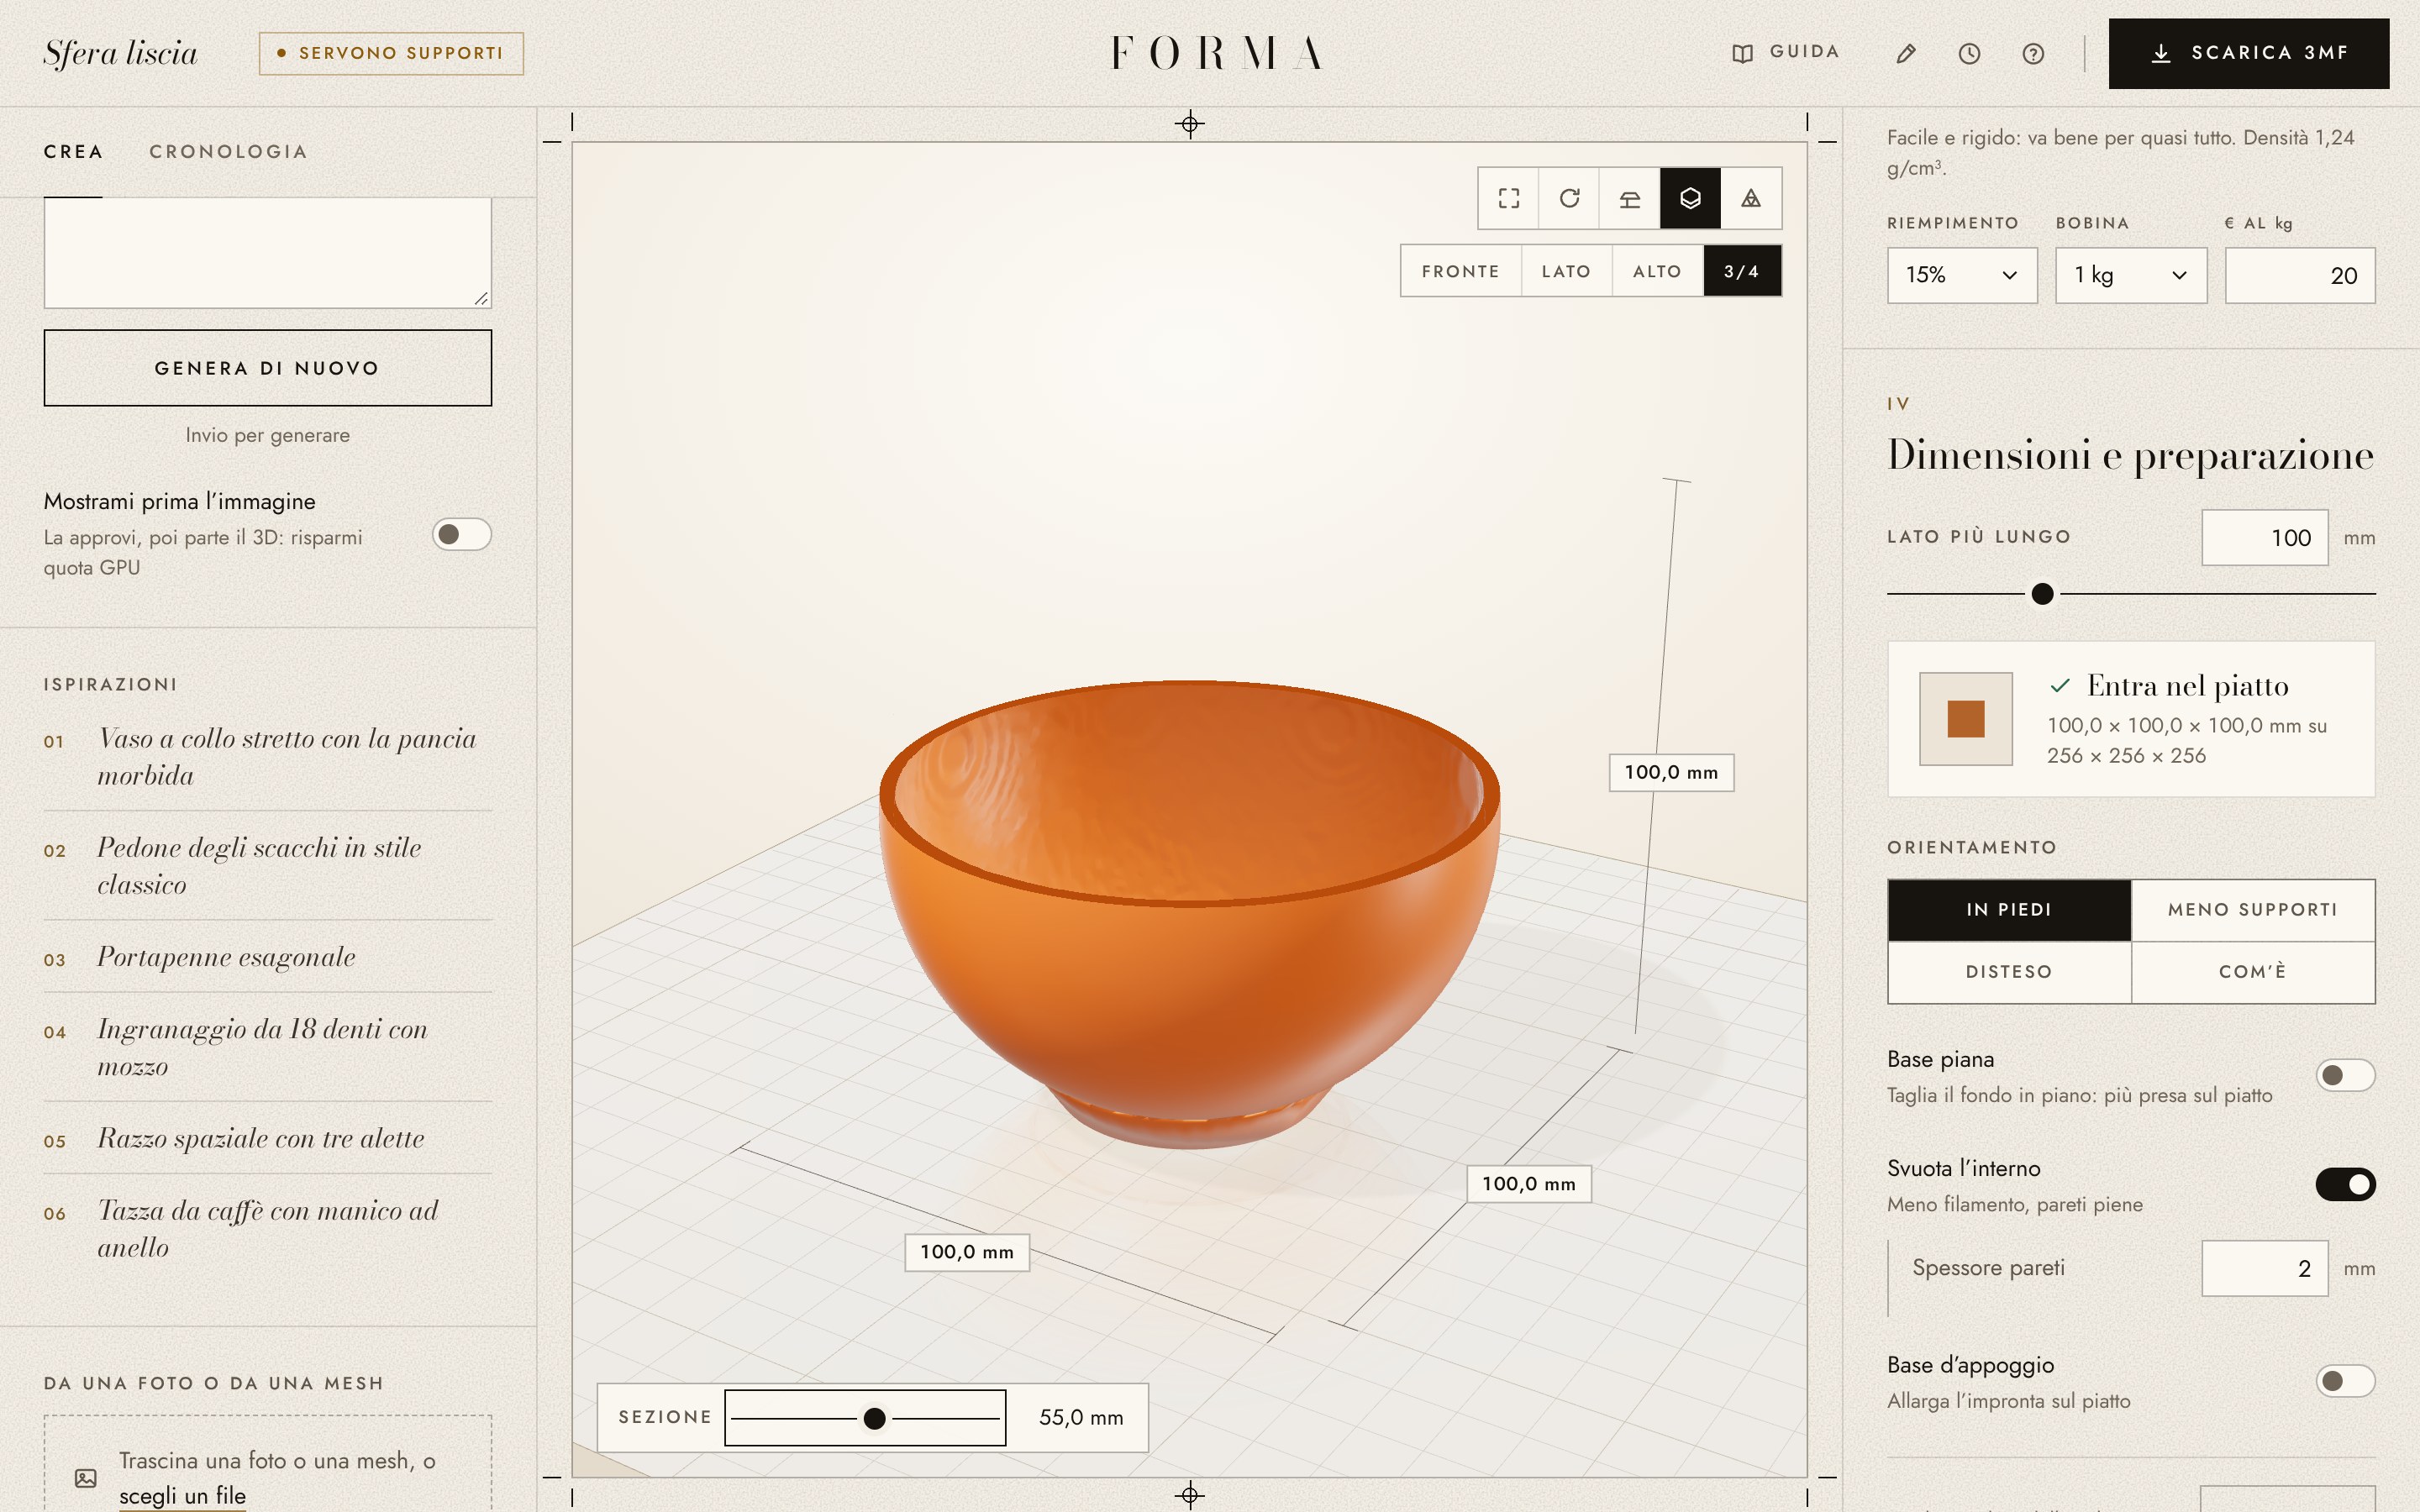 Sfera liscia
SERVONO SUPPORTI
FORMA
GUIDA
SCARICA 3MF
CREA
CRONOLOGIA
GENERA DI NUOVO
Invio per generare
Mostrami prima l’immagine
La approvi, poi parte il 3D: risparmi
quota GPU
ISPIRAZIONI
01 Vaso a collo stretto con la pancia
morbida
02 Pedone degli scacchi in stile
classico
03 Portapenne esagonale
04 Ingranaggio da 18 denti con
mozzo
05 Razzo spaziale con tre alette
06 Tazza da caffè con manico ad
anello
DA UNA FOTO O DA UNA MESH
Trascina una foto o una mesh, o
scegli un file
FRONTE
LATO
ALTO
3/4
100,0 mm
100,0 mm
100,0 mm
SEZIONE
55,0 mm
Facile e rigido: va bene per quasi tutto. Densità 1,24
g/cm³.
RIEMPIMENTO
BOBINA
€ AL kg
15%
1 kg
20
IV
Dimensioni e preparazione
LATO PIÙ LUNGO
100 mm
Entra nel piatto
100,0 × 100,0 × 100,0 mm su
256 × 256 × 256
ORIENTAMENTO
IN PIEDI
MENO SUPPORTI
DISTESO
COM’È
Base piana
Taglia il fondo in piano: più presa sul piatto
Svuota l’interno
Meno filamento, pareti piene
Spessore pareti
2 mm
Base d’appoggio
Allarga l’impronta sul piatto